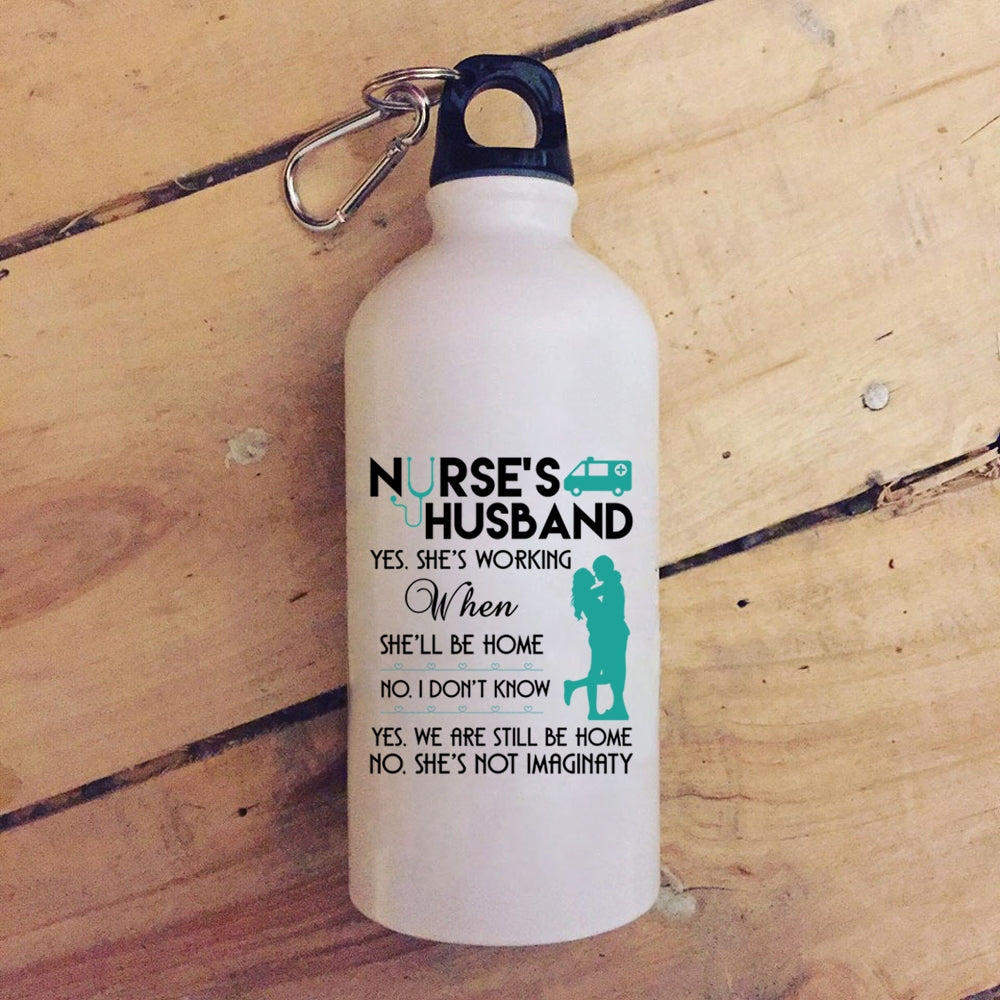 NURSE'S
HUSBAND
YES. SHE'S WORKING
When
SHE'LL BE HOME
NO. I DON'T KNOW
YES. WE ARE STILL BE HOME
NO. SHE'S NOT IMAGINATY